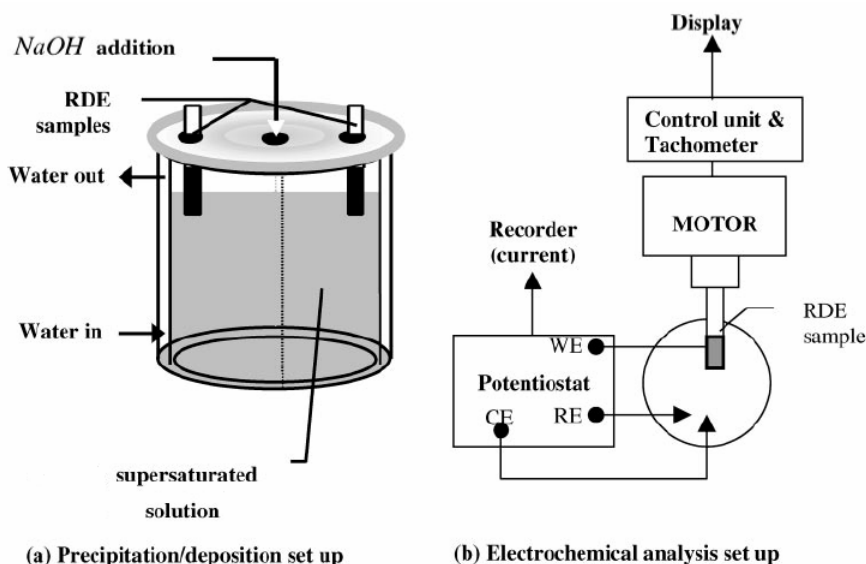 NaOH addition
RDE
samples
Water out
Water in
supersaturated
solution
(a) Precipitation/deposition set up
Display
Control unit &
Tachometer
MOTOR
Recorder
(current)
RDE
sample
WE
Potentiostat
CE
RE
(b) Electrochemical analysis set up